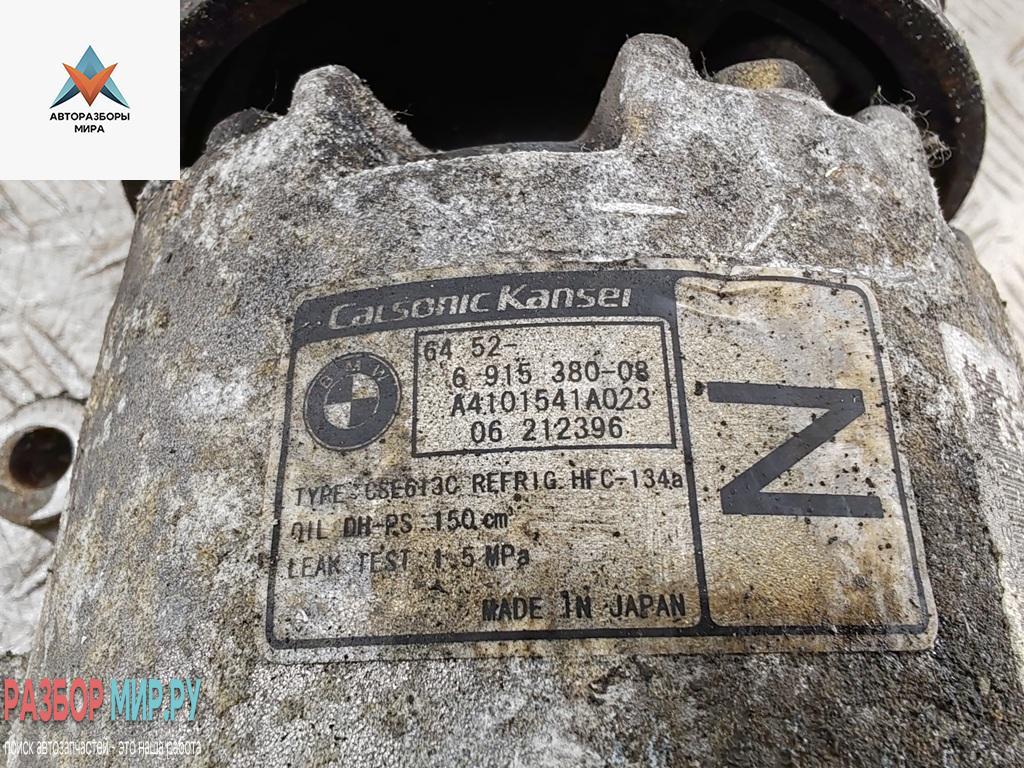 АВТОРАЗБОРЫ
МИРА
Calsonic Kansei
BMW
64 52-
6 915 380-08
A4101541A023
06 212396
TYPE CSE613C REFRIG. HFC-134a
OIL DH-PS 150 cm³
LEAK TEST 1.5 MPa
MADE IN JAPAN
N
РАЗБОР МИР.РУ
поиск автозапчастей - это наша работа